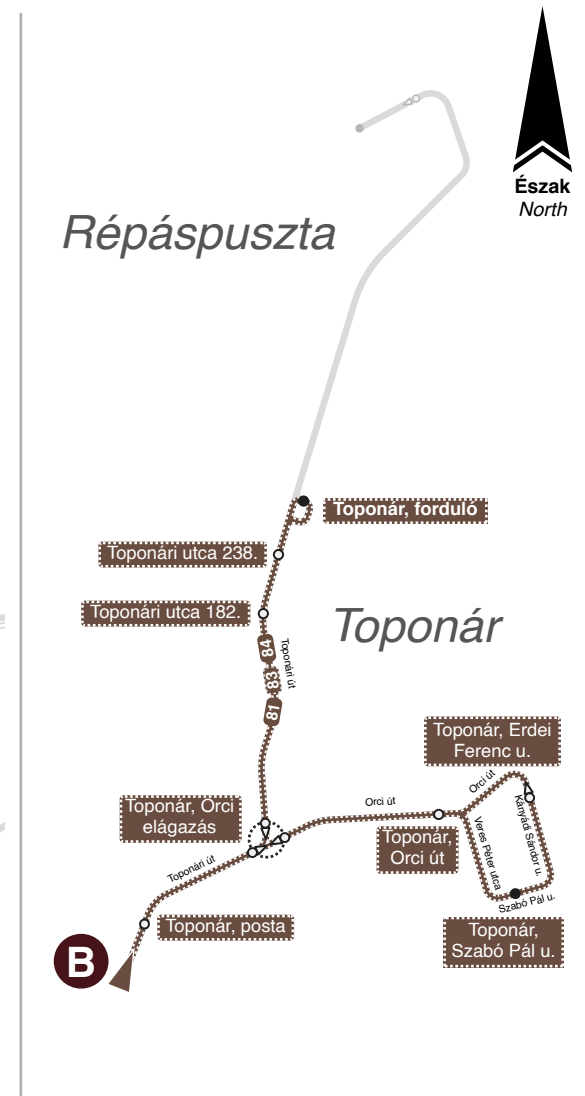 Észak
North
Répáspuszta
Toponár, forduló
Toponári utca 238.
Toponári utca 182.
Toponár
84
83
81
Toponári út
Toponár, Erdei
Ferenc u.
Toponár, Orci
elágazás
Orci út
Orci út
Kányádi Sándor u.
Toponár,
Orci út
Veres Péter utca
Toponári út
Szabó Pál u.
Toponár, posta
Toponár,
Szabó Pál u.
B